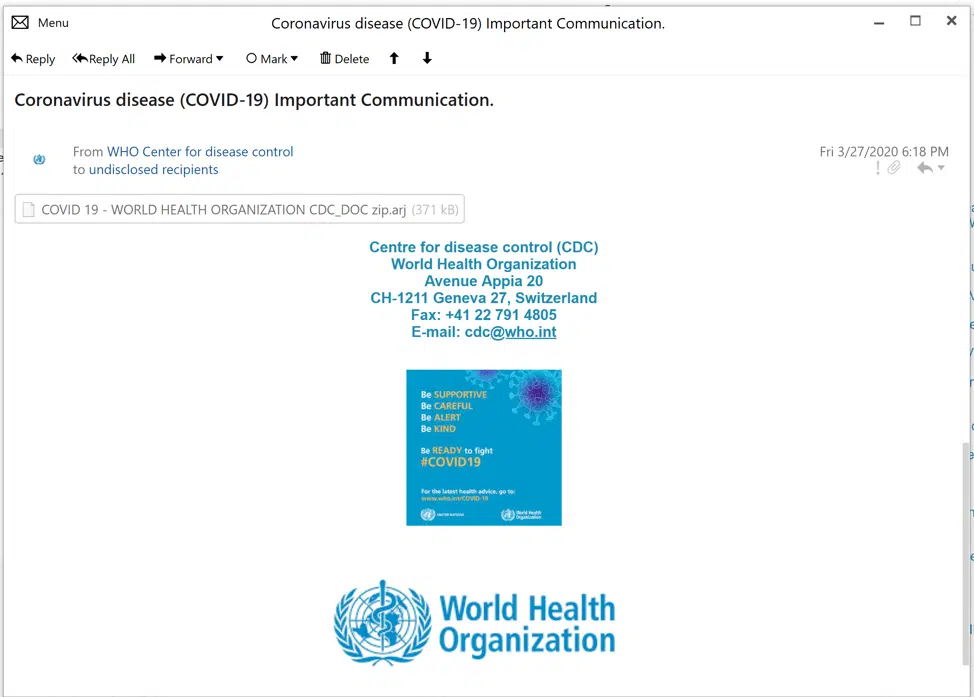 Menu
Coronavirus disease (COVID-19) Important Communication.
Reply Reply All Forward Mark Delete
Coronavirus disease (COVID-19) Important Communication.
From WHO Center for disease control
to undisclosed recipients
Fri 3/27/2020 6:18 PM
COVID 19 - WORLD HEALTH ORGANIZATION CDC_DOC zip.arj (371 kB)
Centre for disease control (CDC)
World Health Organization
Avenue Appia 20
CH-1211 Geneva 27, Switzerland
Fax: +41 22 791 4805
E-mail: cdc@who.int
Be SUPPORTIVE
Be CAREFUL
Be ALERT
Be KIND
Be READY to fight
#COVID19
For the latest health advice, go to:
www.who.int/COVID-19
UNITED NATIONS
World Health
Organization
World Health
Organization